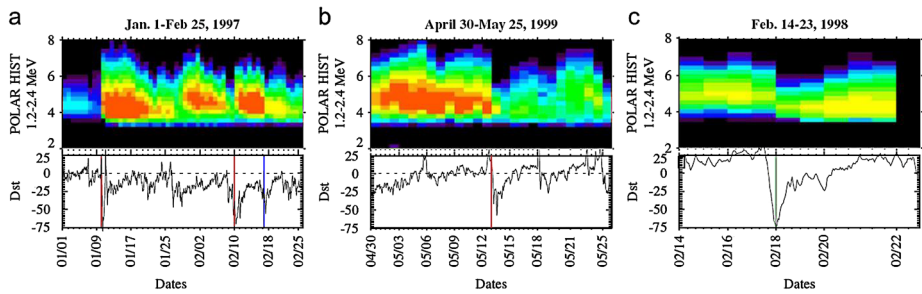 a
Jan. 1-Feb 25, 1997
POLAR HIST
1.2-2.4 MeV
8
6
4
2
Dst
25
0
-25
-50
-75
01/01
01/09
01/17
01/25
02/02
02/10
02/17
02/25
Dates
b
April 30-May 25, 1999
POLAR HIST
1.2-2.4 MeV
8
6
4
2
Dst
25
0
-25
-50
-75
04/30
05/03
05/06
05/09
05/12
05/15
05/18
05/21
05/25
Dates
c
Feb. 14-23, 1998
POLAR HIST
1.2-2.4 MeV
8
6
4
2
Dst
25
0
-25
-50
-75
02/14
02/16
02/18
02/20
02/22
Dates